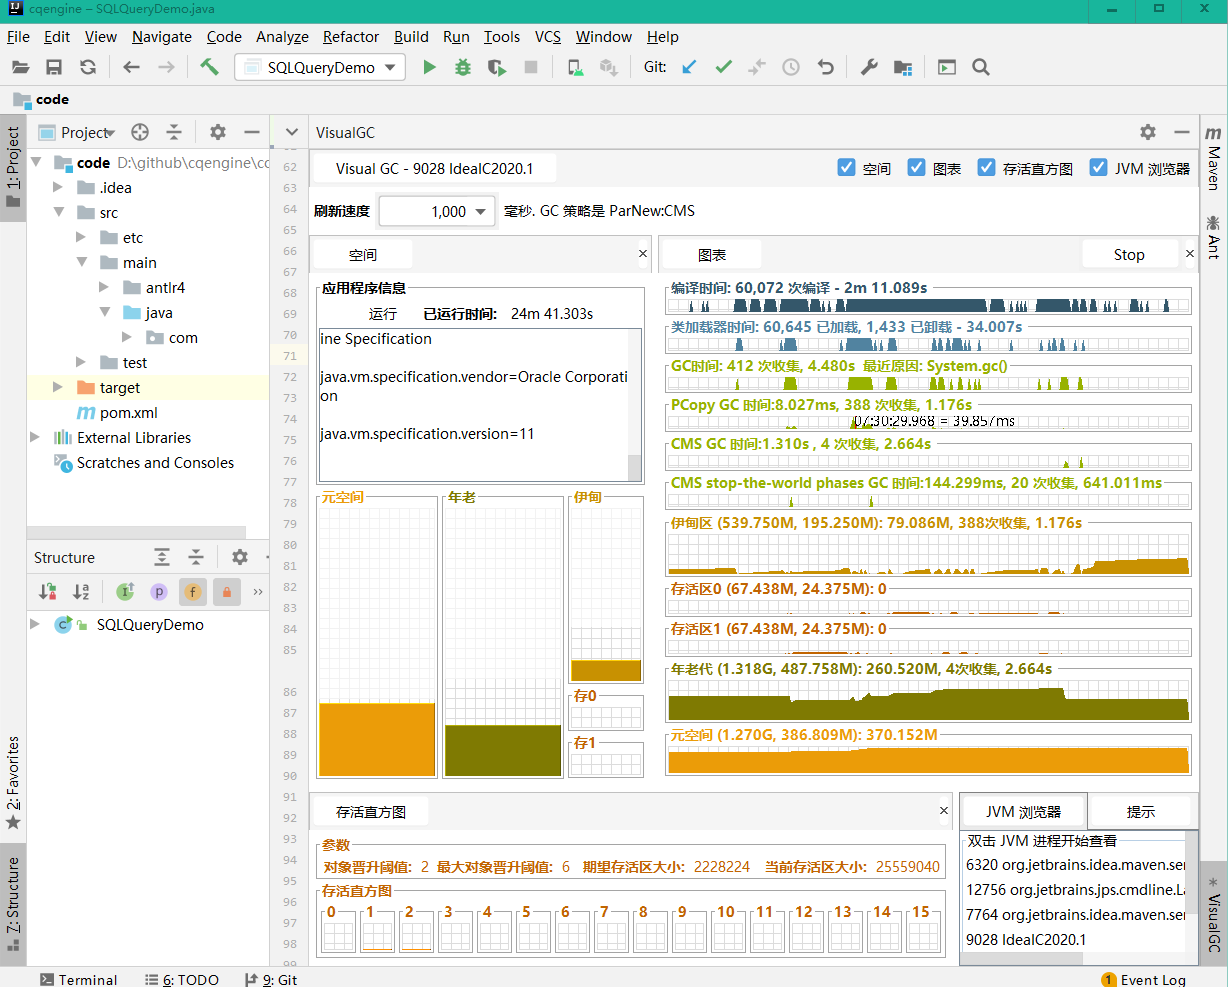 cqengine – SQLQueryDemo.java
File Edit View Navigate Code Analyze Refactor Build Run Tools VCS Window Help
SQLQueryDemo
Git:
code
1: Project
2: Favorites
7: Structure
Project
code D:\github\cqengine\cc
.idea
src
etc
main
antlr4
java
com
test
target
pom.xml
External Libraries
Scratches and Consoles
Structure
SQLQueryDemo
62
63
64
65
66
67
68
69
70
71
72
73
74
75
76
77
78
79
80
81
82
83
84
85
86
87
88
89
90
91
92
93
94
95
96
97
98
VisualGC
Visual GC - 9028 IdealC2020.1
空间 图表 存活直方图 JVM 浏览器
刷新速度 1,000 毫秒. GC 策略是 ParNew:CMS
空间 ×
应用程序信息
运行 已运行时间: 24m 41.303s
ine Specification
java.vm.specification.vendor=Oracle Corporati
on
java.vm.specification.version=11
元空间 年老 伊甸
存0
存1
图表 Stop ×
编译时间: 60,072 次编译 - 2m 11.089s
类加载器时间: 60,645 已加载, 1,433 已卸载 - 34.007s
GC时间: 412 次收集, 4.480s 最近原因: System.gc()
PCopy GC 时间:8.027ms, 388 次收集, 1.176s
07:30:29.968 = 39.857ms
CMS GC 时间:1.310s , 4 次收集, 2.664s
CMS stop-the-world phases GC 时间:144.299ms, 20 次收集, 641.011ms
伊甸区 (539.750M, 195.250M): 79.086M, 388次收集, 1.176s
存活区0 (67.438M, 24.375M): 0
存活区1 (67.438M, 24.375M): 0
年老代 (1.318G, 487.758M): 260.520M, 4次收集, 2.664s
元空间 (1.270G, 386.809M): 370.152M
存活直方图 ×
参数
对象晋升阈值: 2 最大对象晋升阈值: 6 期望存活区大小: 2228224 当前存活区大小: 25559040
存活直方图
0 1 2 3 4 5 6 7 8 9 10 11 12 13 14 15
JVM 浏览器 提示
双击 JVM 进程开始查看
6320 org.jetbrains.idea.maven.ser
12756 org.jetbrains.jps.cmdline.La
7764 org.jetbrains.idea.maven.ser
9028 IdealC2020.1
Maven
Ant
VisualGC
Terminal 6: TODO 9: Git
1 Event Log